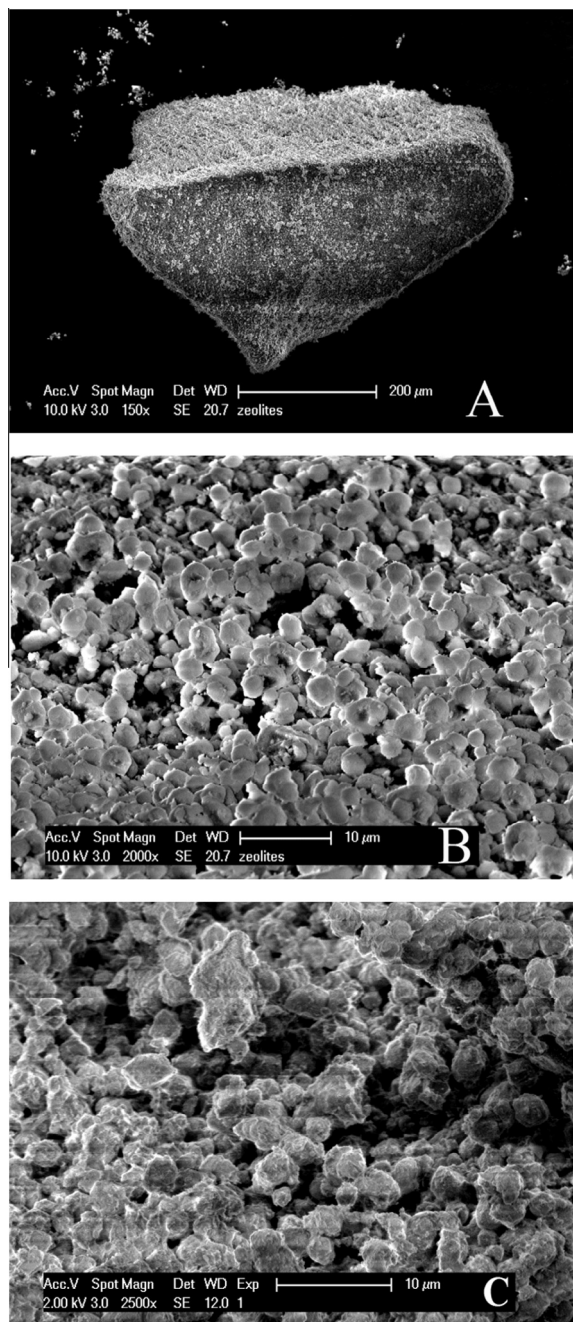 Acc.V Spot Magn Det WD 200 µm
10.0 kV 3.0 150x SE 20.7 zeolites
A
Acc.V Spot Magn Det WD 10 µm
10.0 kV 3.0 2000x SE 20.7 zeolites
B
Acc.V Spot Magn Det WD Exp 10 µm
2.00 kV 3.0 2500x SE 12.0 1
C